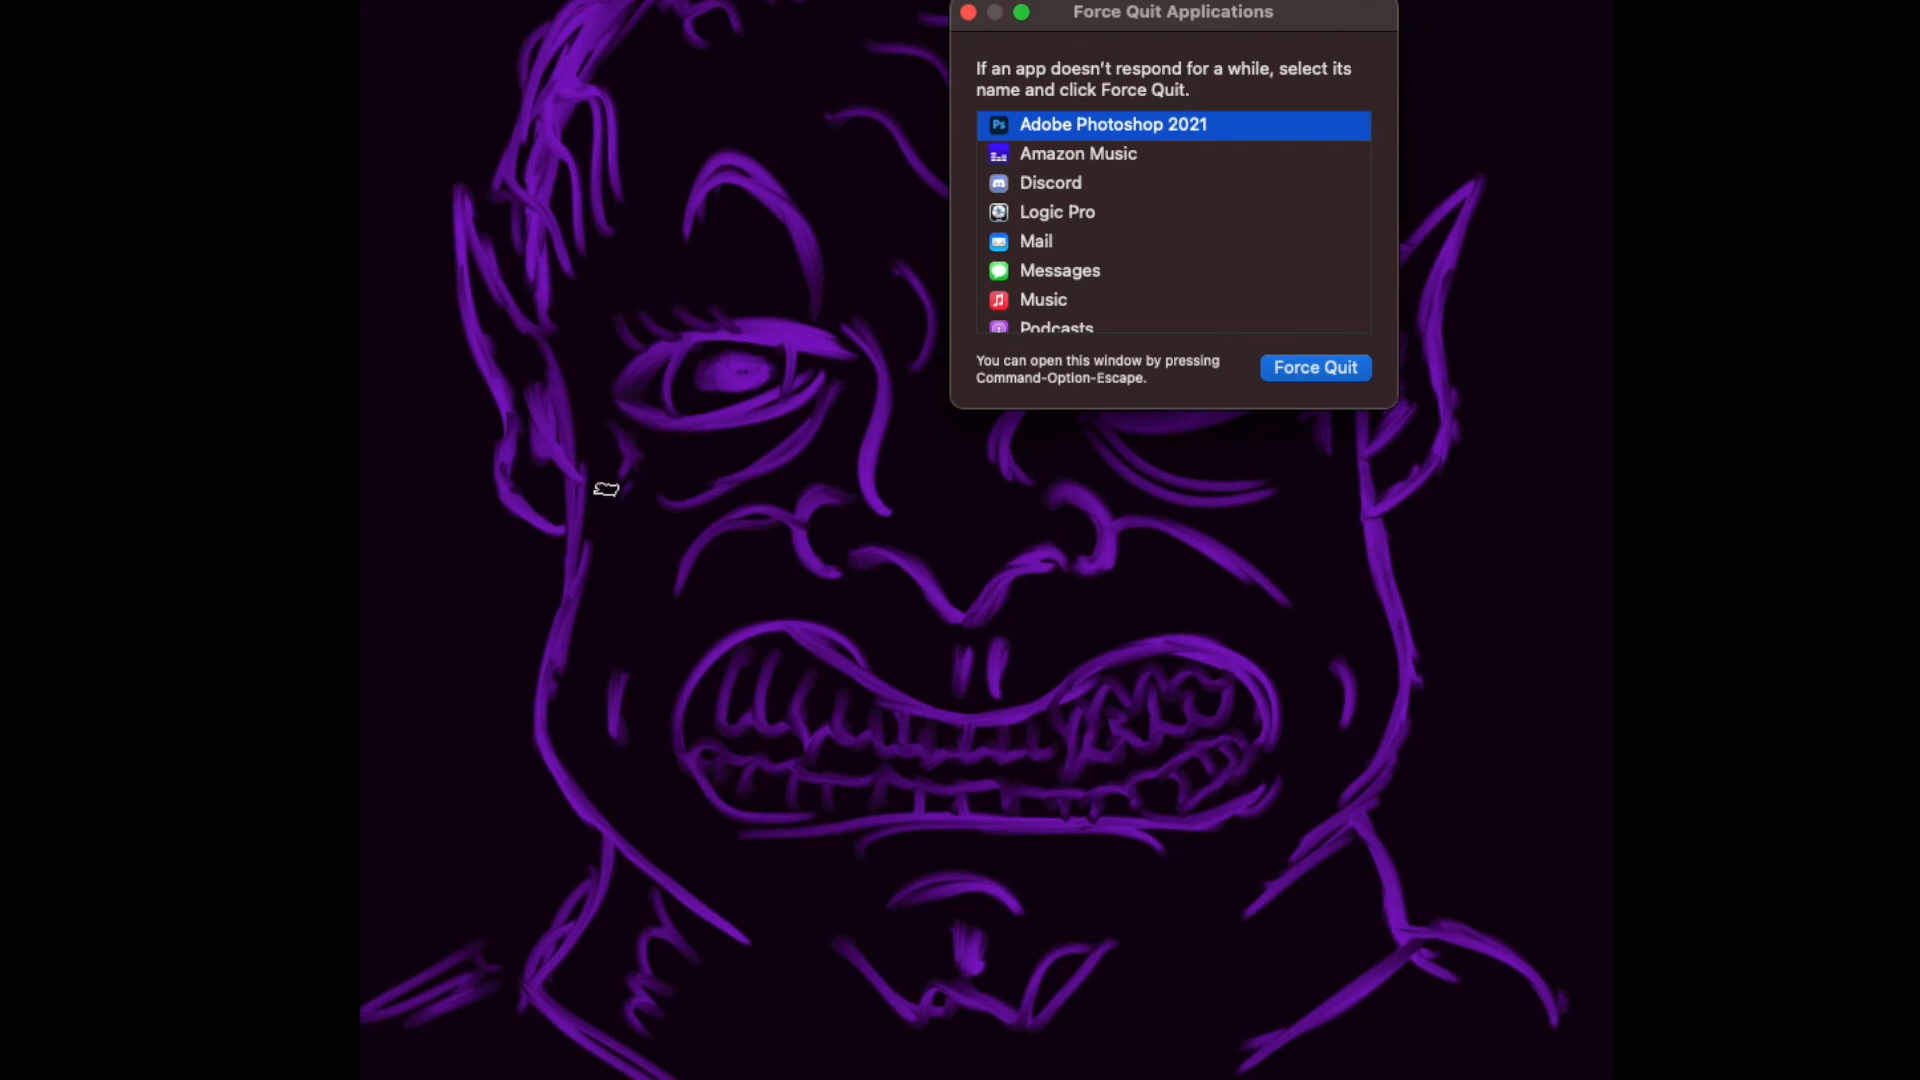 Force Quit Applications
If an app doesn't respond for a while, select its
name and click Force Quit.
Ps Adobe Photoshop 2021
Amazon Music
Discord
Logic Pro
Mail
Messages
Music
Podcasts
You can open this window by pressing
Command-Option-Escape.
Force Quit